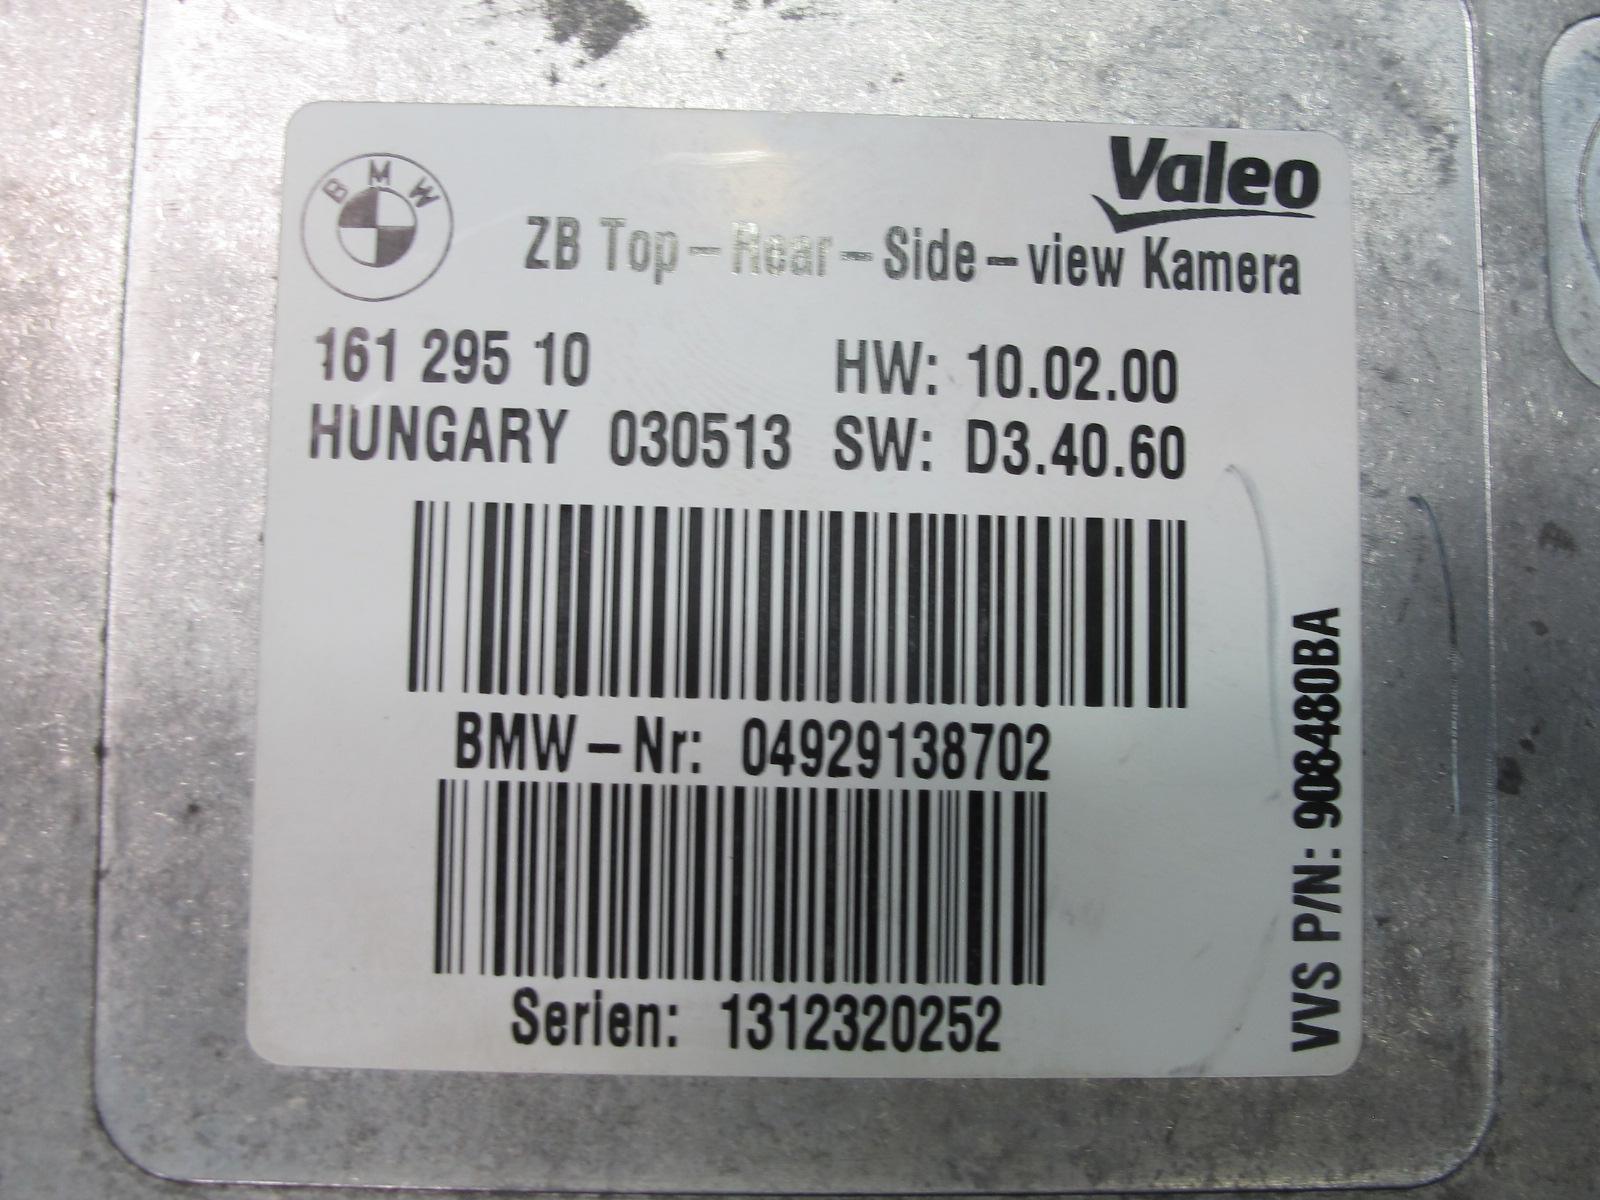 BMW
Valeo
ZB Top-Rear-Side-view Kamera
161 295 10 HW: 10.02.00
HUNGARY 030513 SW: D3.40.60
BMW-Nr: 04929138702
Serien: 1312320252
VVS P/N: 908480BA